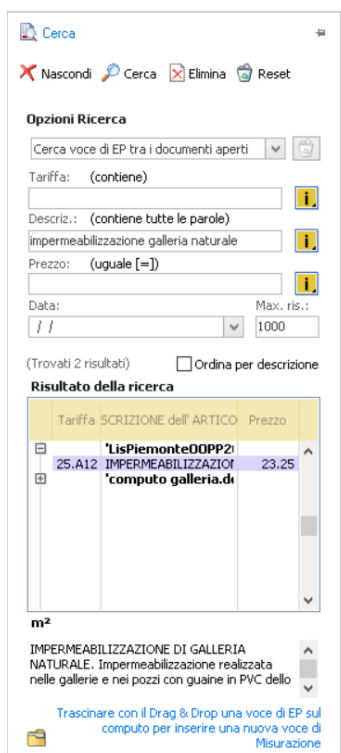 Cerca
Nascondi Cerca Elimina Reset
Opzioni Ricerca
Cerca voce di EP tra i documenti aperti
Tariffa: (contiene)
Descriz.: (contiene tutte le parole)
impermeabilizzazione galleria naturale
Prezzo: (uguale [=])
Data: Max. ris.:
/ / 1000
(Trovati 2 risultati) Ordina per descrizione
Risultato della ricerca
Tariffa SCRIZIONE dell' ARTICO Prezzo
'LisPiemonteOOPP2
25.A12 IMPERMEABILIZZAZION 23.25
'computo galleria.d
m²
IMPERMEABILIZZAZIONE DI GALLERIA
NATURALE. Impermeabilizzazione realizzata
nelle gallerie e nei pozzi con guaine in PVC dello
Trascinare con il Drag & Drop una voce di EP sul
computo per inserire una nuova voce di
Misurazione